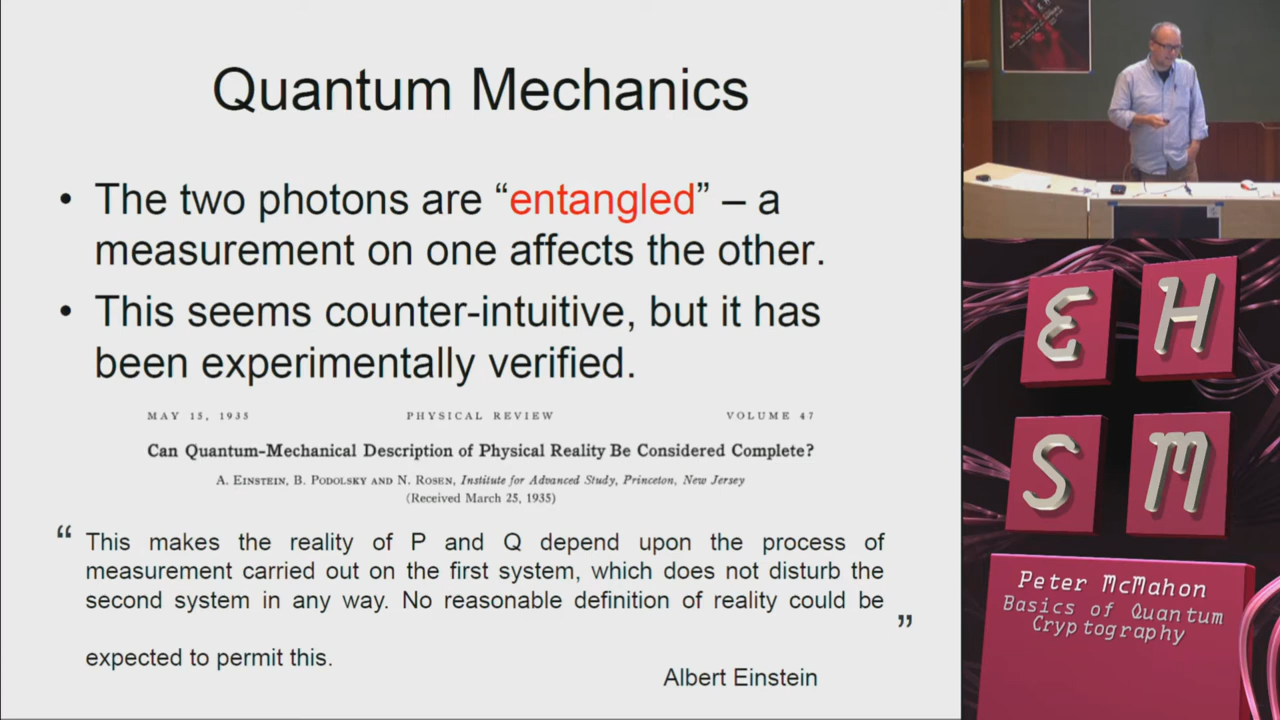 Quantum Mechanics
• The two photons are “entangled” – a
measurement on one affects the other.
• This seems counter-intuitive, but it has
been experimentally verified.
MAY 15, 1935 PHYSICAL REVIEW VOLUME 47
Can Quantum-Mechanical Description of Physical Reality Be Considered Complete?
A. EINSTEIN, B. PODOLSKY AND N. ROSEN, Institute for Advanced Study, Princeton, New Jersey
(Received March 25, 1935)
“ This makes the reality of P and Q depend upon the process of
measurement carried out on the first system, which does not disturb the
second system in any way. No reasonable definition of reality could be
expected to permit this. ”
Albert Einstein
E H
S M
Peter McMahon
Basics of Quantum
Cryptography